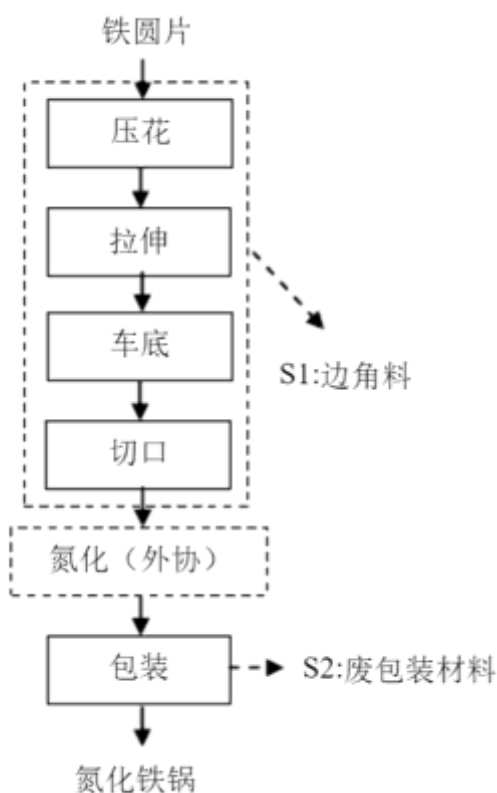 铁圆片
压花
拉伸
车底
S1:边角料
切口
氮化（外协）
包装
S2:废包装材料
氮化铁锅